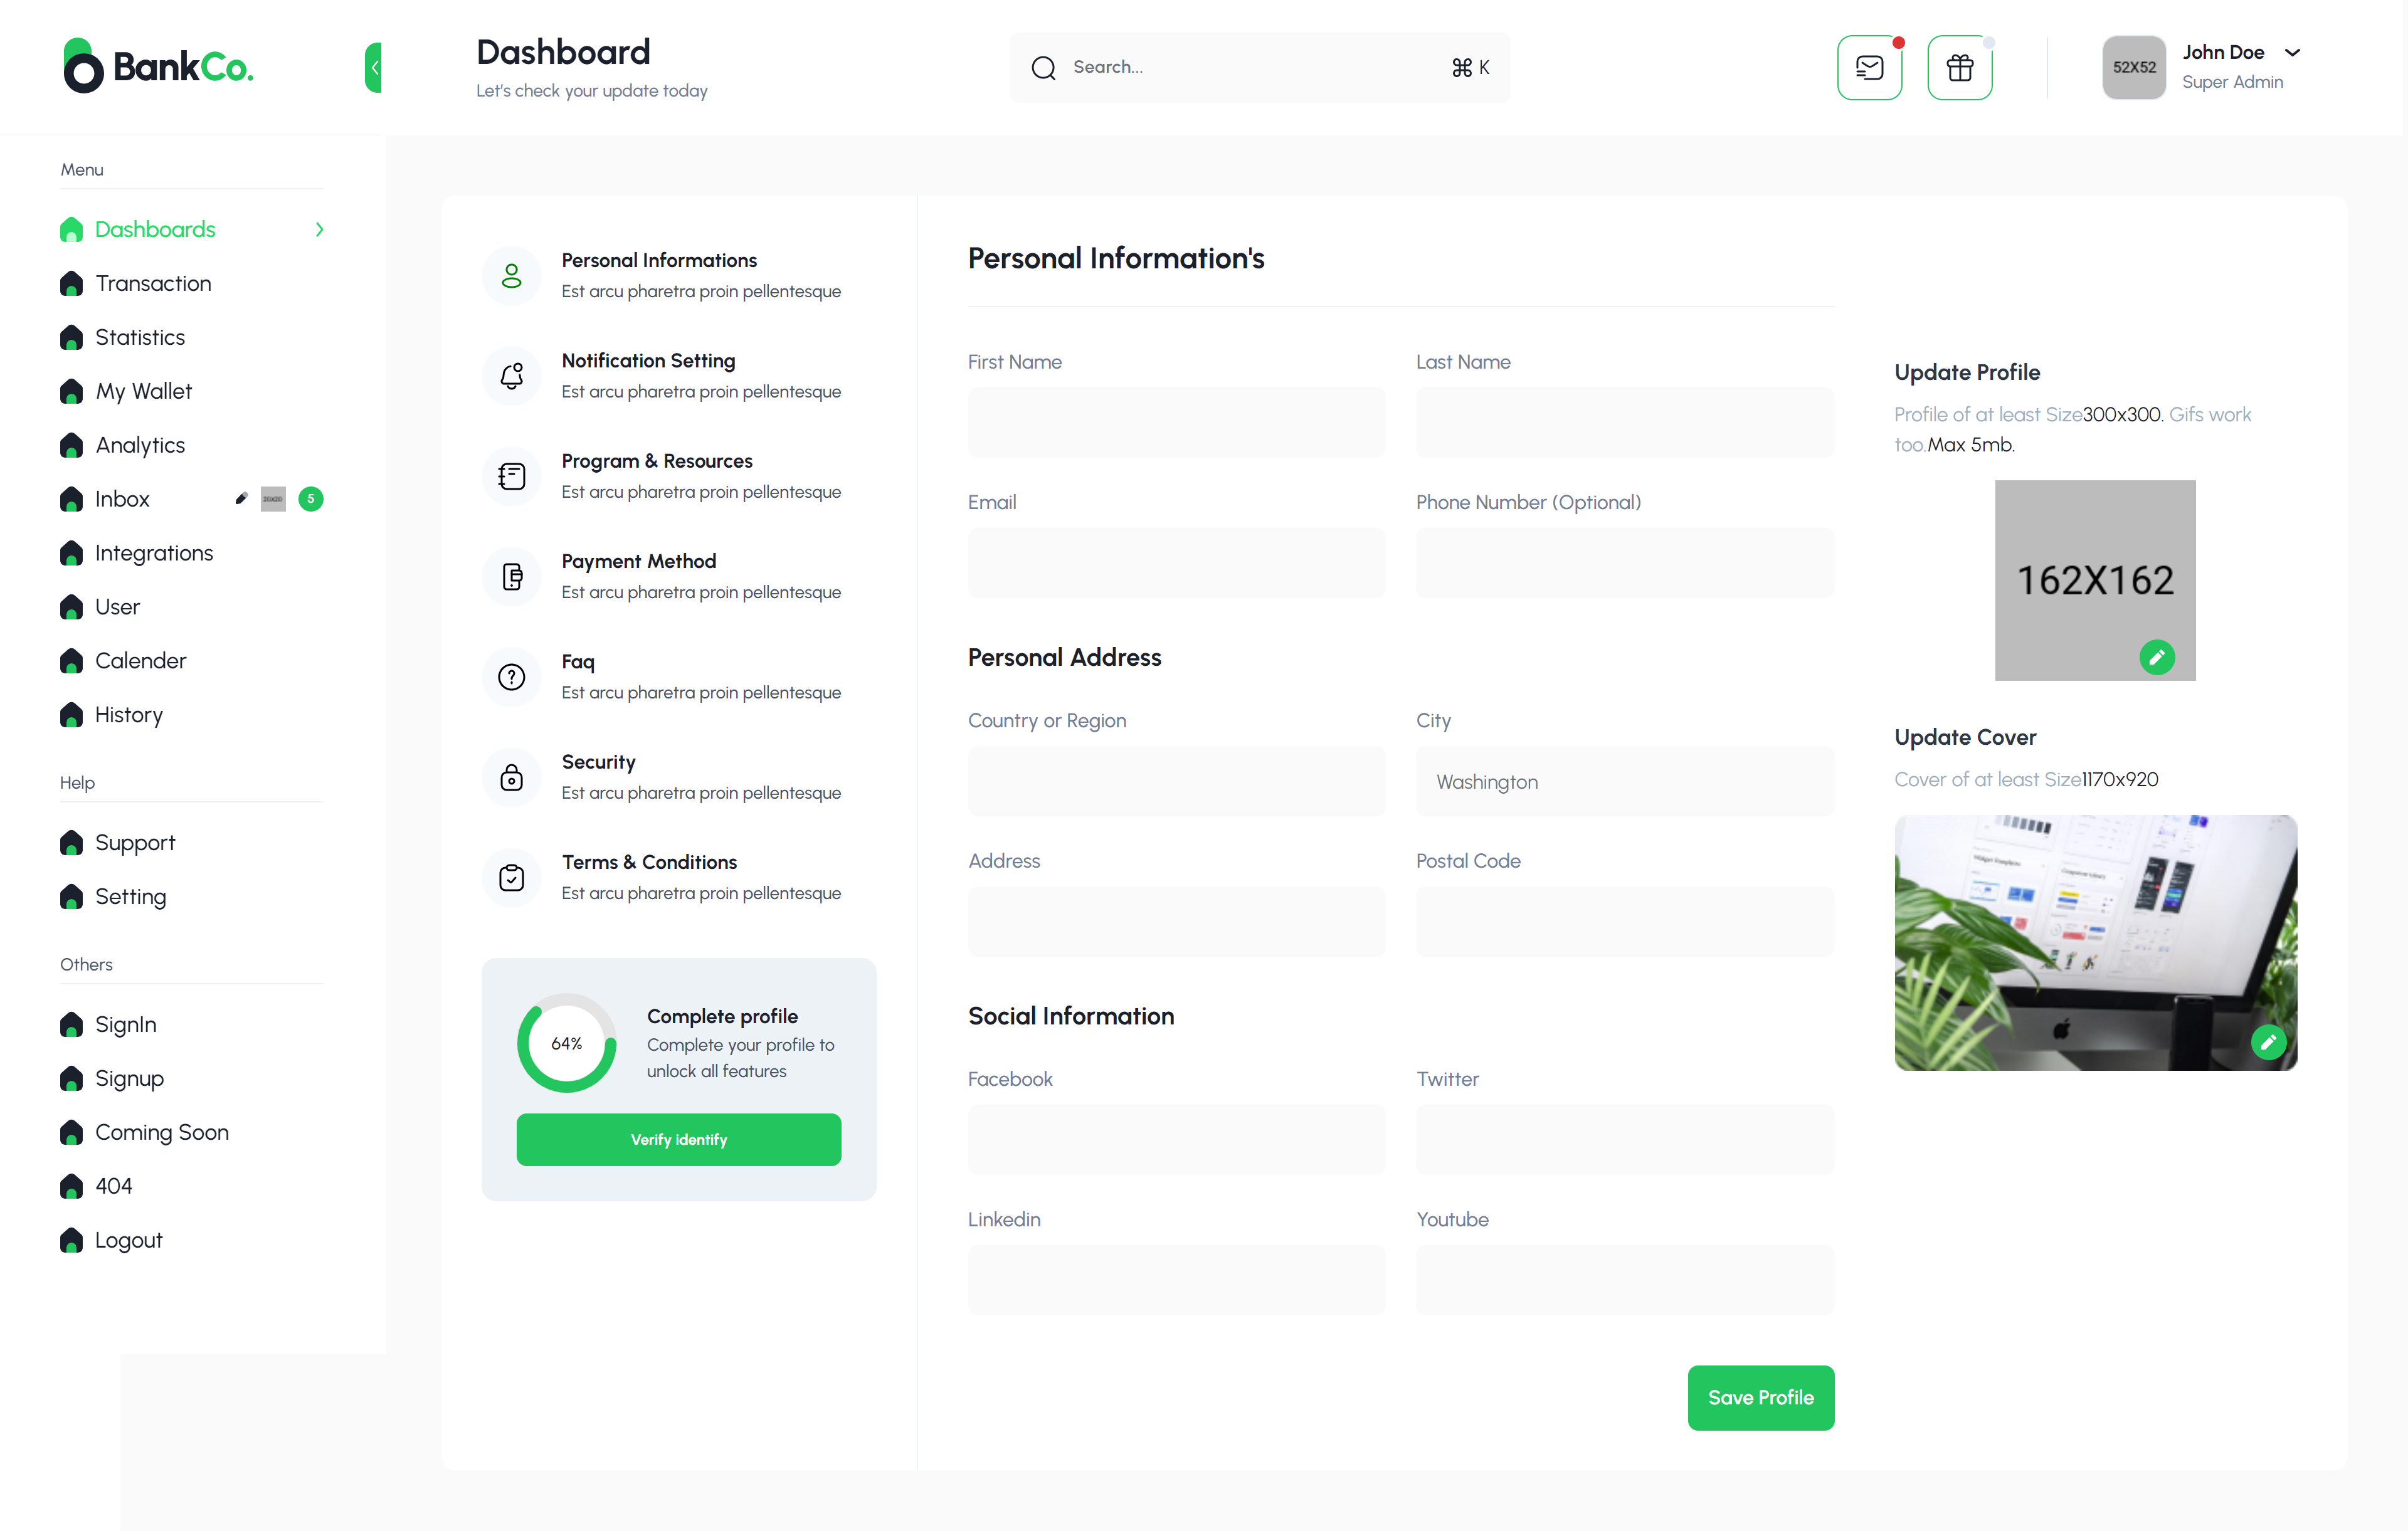 BankCo.
Dashboard
Let's check your update today
Search...
⌘ K
52X52
John Doe
Super Admin
Menu
Dashboards
Transaction
Statistics
My Wallet
Analytics
Inbox
20X20
5
Integrations
User
Calender
History
Help
Support
Setting
Others
SignIn
Signup
Coming Soon
404
Logout
Personal Informations
Est arcu pharetra proin pellentesque
Notification Setting
Est arcu pharetra proin pellentesque
Program & Resources
Est arcu pharetra proin pellentesque
Payment Method
Est arcu pharetra proin pellentesque
Faq
Est arcu pharetra proin pellentesque
Security
Est arcu pharetra proin pellentesque
Terms & Conditions
Est arcu pharetra proin pellentesque
64%
Complete profile
Complete your profile to
unlock all features
Verify identify
Personal Information's
First Name
Last Name
Email
Phone Number (Optional)
Personal Address
Country or Region
City
Washington
Address
Postal Code
Social Information
Facebook
Twitter
Linkedin
Youtube
Save Profile
Update Profile
Profile of at least Size300x300. Gifs work
too.Max 5mb.
162X162
Update Cover
Cover of at least Size1170x920